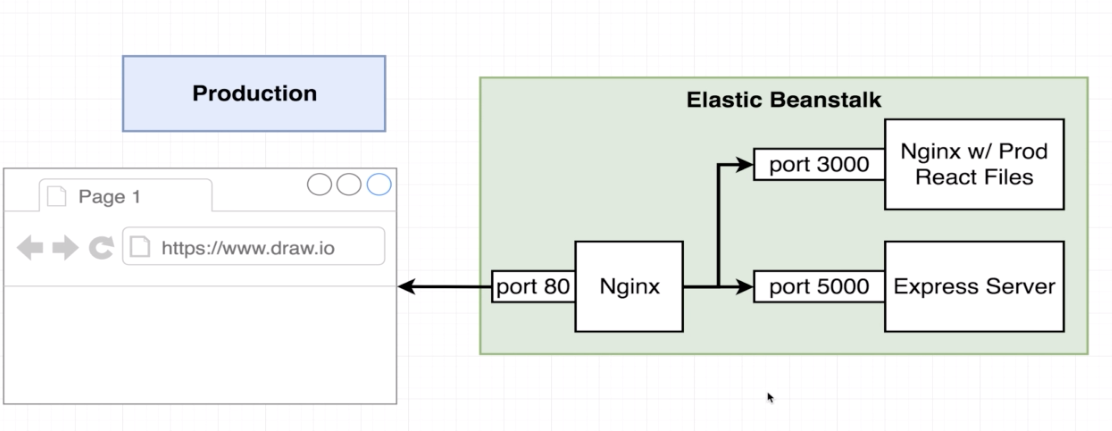 Production
Page 1
https://www.draw.io
Elastic Beanstalk
port 3000
Nginx w/ Prod
React Files
port 80
Nginx
port 5000
Express Server